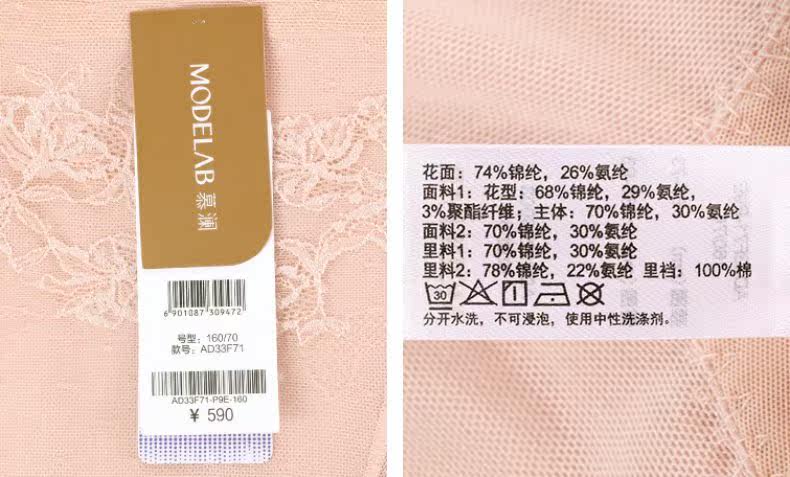 MODELAB 慕澜
6 901087 309472
号型：160/70
款号：AD33F71
AD33F71-P9E-160
￥ 590
花面：74%锦纶，26%氨纶
面料1：花型：68%锦纶，29%氨纶，
3%聚酯纤维；主体：70%锦纶，30%氨纶
面料2：70%锦纶，30%氨纶
里料1：70%锦纶，30%氨纶
里料2：78%锦纶，22%氨纶 里裆：100%棉
30
分开水洗，不可浸泡，使用中性洗涤剂。